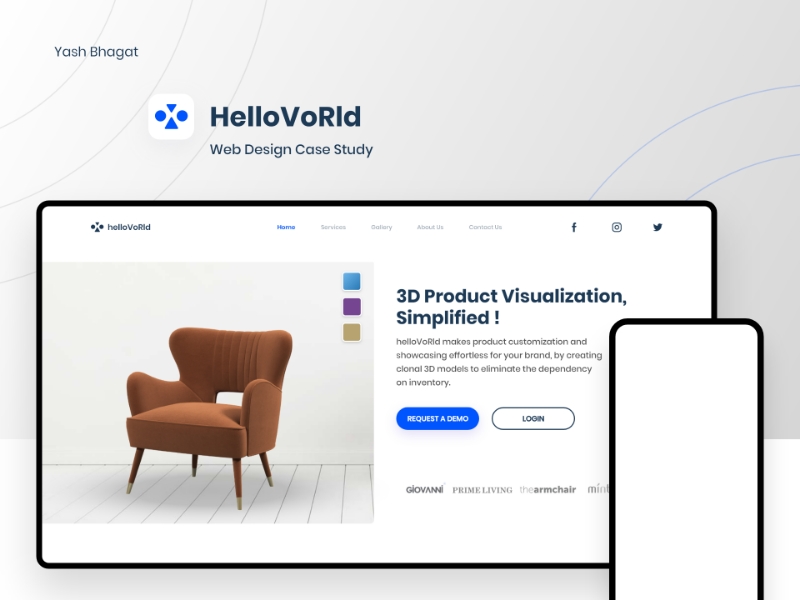 Yash Bhagat
HelloVoRld
Web Design Case Study
helloVoRld
Home Services Gallery About Us Contact Us
3D Product Visualization,
Simplified !
helloVoRld makes product customization and
showcasing effortless for your brand, by creating
clonal 3D models to eliminate the dependency
on inventory.
REQUEST A DEMO LOGIN
GIOVANNI PRIME LIVING thearmchair mint